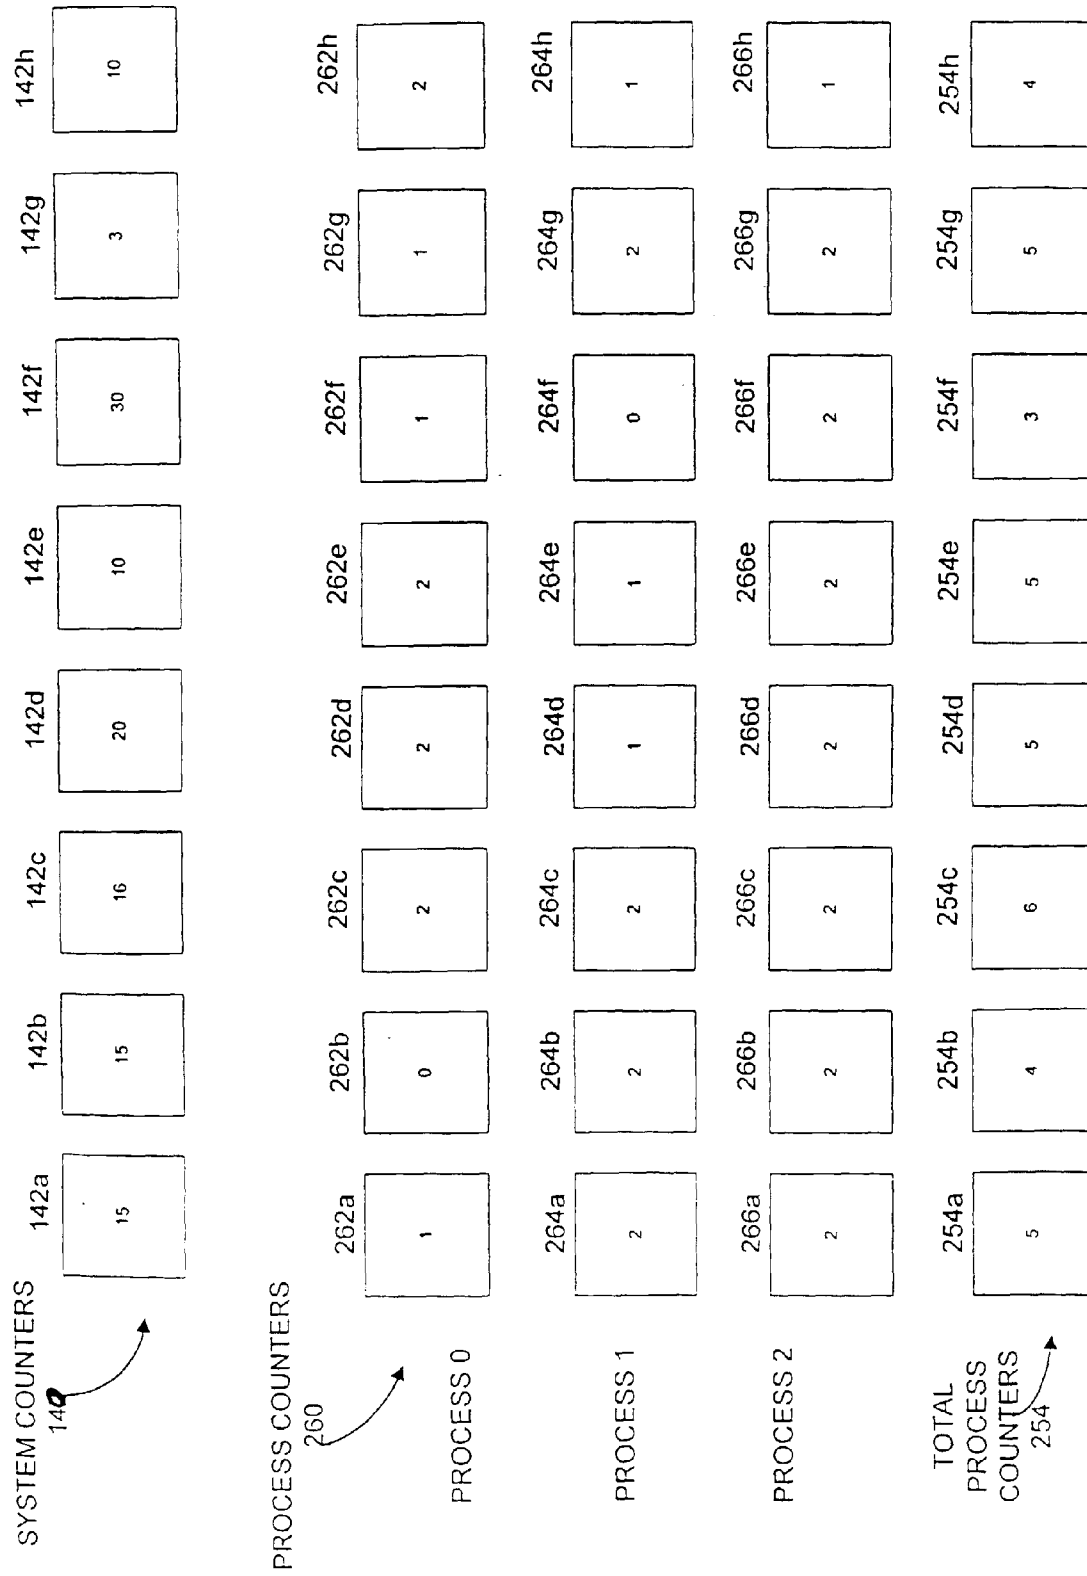 SYSTEM COUNTERS
140
142a 142b 142c 142d 142e 142f 142g 142h
15 15 16 20 10 30 3 10
PROCESS COUNTERS
260
262a 262b 262c 262d 262e 262f 262g 262h
PROCESS 0 1 0 2 2 2 1 1 2
264a 264b 264c 264d 264e 264f 264g 264h
PROCESS 1 2 2 2 1 1 0 2 1
266a 266b 266c 266d 266e 266f 266g 266h
PROCESS 2 2 2 2 2 2 2 2 1
254a 254b 254c 254d 254e 254f 254g 254h
TOTAL
PROCESS
COUNTERS
254
5 4 6 5 5 3 5 4